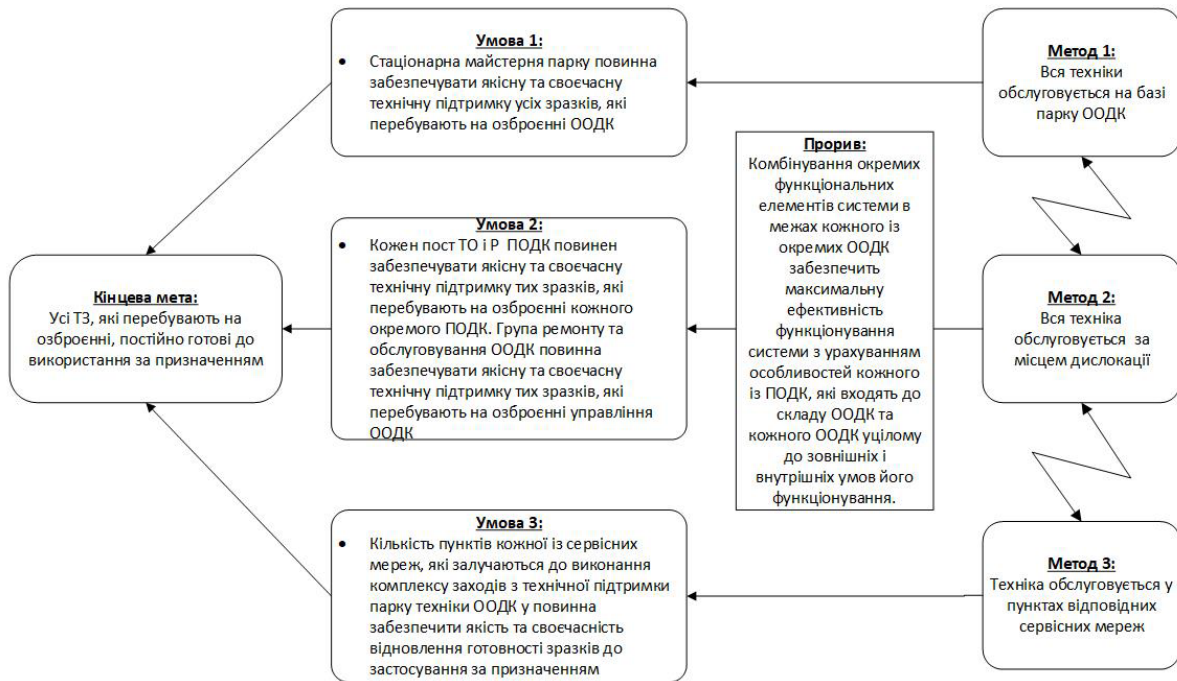 Умова 1:
• Стаціонарна майстерня парку повинна
забезпечувати якісну та своєчасну
технічну підтримку усіх зразків, які
перебувають на озброєнні ООДК
Метод 1:
Вся техніки
обслуговується на базі
парку ООДК
Прорив:
Комбінування окремих
функціональних
елементів системи в
межах кожного із
окремих ООДК
забезпечить
максимальну
ефективність
функціонування
системи з урахуванням
особливостей кожного
із ПОДК, які входять до
складу ООДК та
кожного ООДК уцілому
до зовнішніх і
внутрішніх умов його
функціонування.
Кінцева мета:
Усі ТЗ, які перебувають на
озброєнні, постійно готові до
використання за призначенням
Умова 2:
• Кожен пост ТО і Р ПОДК повинен
забезпечувати якісну та своєчасну
технічну підтримку тих зразків, які
перебувають на озброєнні кожного
окремого ПОДК. Група ремонту та
обслуговування ООДК повинна
забезпечувати якісну та своєчасну
технічну підтримку тих зразків, які
перебувають на озброєнні управління
ООДК
Метод 2:
Вся техніка
обслуговується за
місцем дислокації
Умова 3:
• Кількість пунктів кожної із сервісних
мереж, які залучаються до виконання
комплексу заходів з технічної підтримки
парку техніки ООДК у повинна
забезпечити якість та своєчасність
відновлення готовності зразків до
застосування за призначенням
Метод 3:
Техніка обслуговується у
пунктах відповідних
сервісних мереж